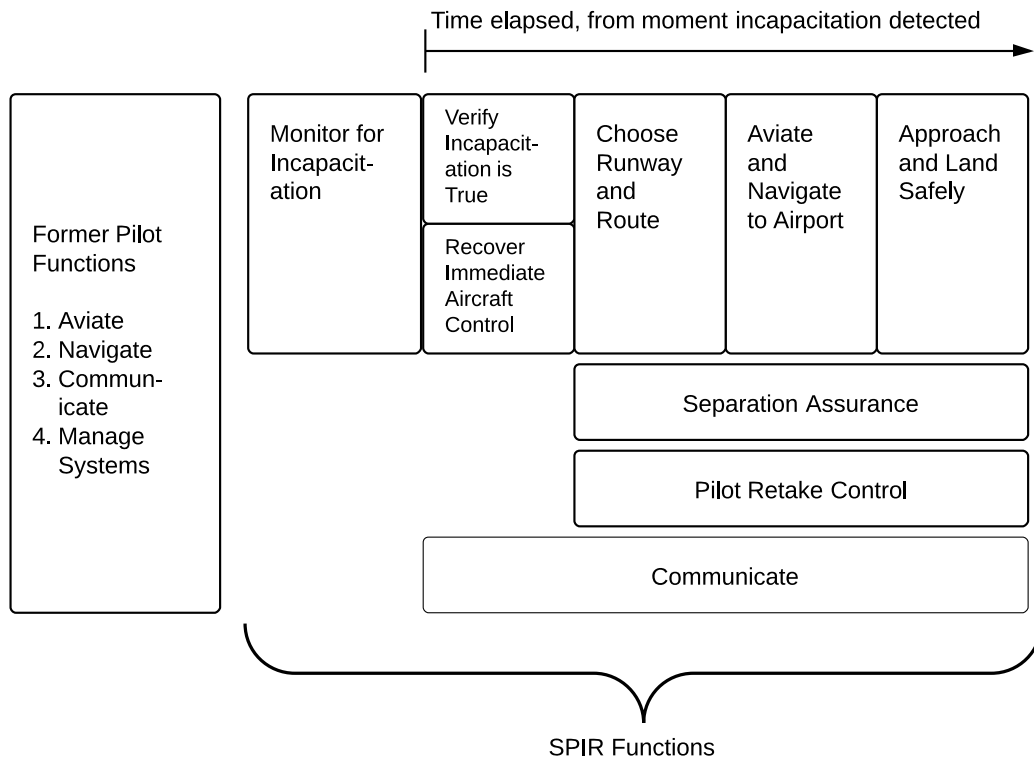 Time elapsed, from moment incapacitation detected
Former Pilot
Functions
1. Aviate
2. Navigate
3. Commun-
icate
4. Manage
Systems
Monitor for
Incapacit-
ation
Verify
Incapacit-
ation is
True
Recover
Immediate
Aircraft
Control
Choose
Runway
and
Route
Aviate
and
Navigate
to Airport
Approach
and Land
Safely
Separation Assurance
Pilot Retake Control
Communicate
SPIR Functions